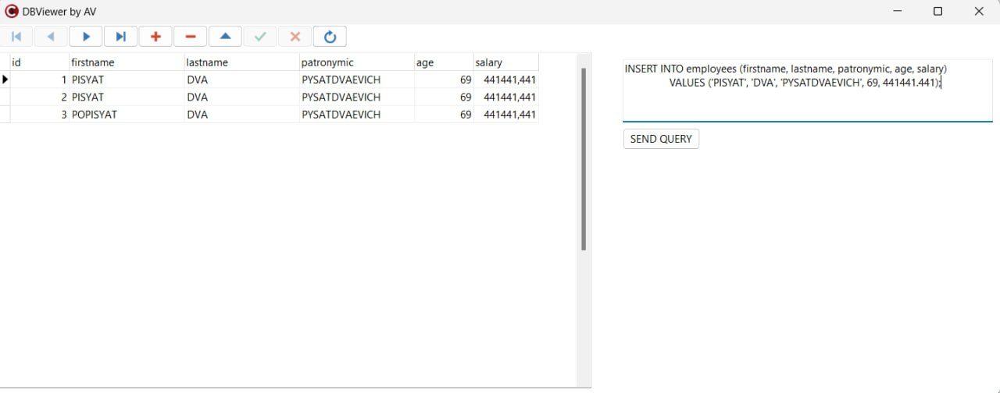 DBViewer by AV
id firstname lastname patronymic age salary
1 PISYAT DVA PYSATDVAEVICH 69 441441,441
2 PISYAT DVA PYSATDVAEVICH 69 441441,441
3 POPISYAT DVA PYSATDVAEVICH 69 441441,441
INSERT INTO employees (firstname, lastname, patronymic, age, salary)
VALUES ('PISYAT', 'DVA', 'PYSATDVAEVICH', 69, 441441.441);
SEND QUERY